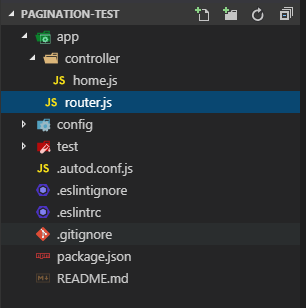 PAGINATION-TEST
app
controller
JS home.js
JS router.js
config
test
JS .autod.conf.js
.eslintignore
.eslintrc
.gitignore
package.json
README.md